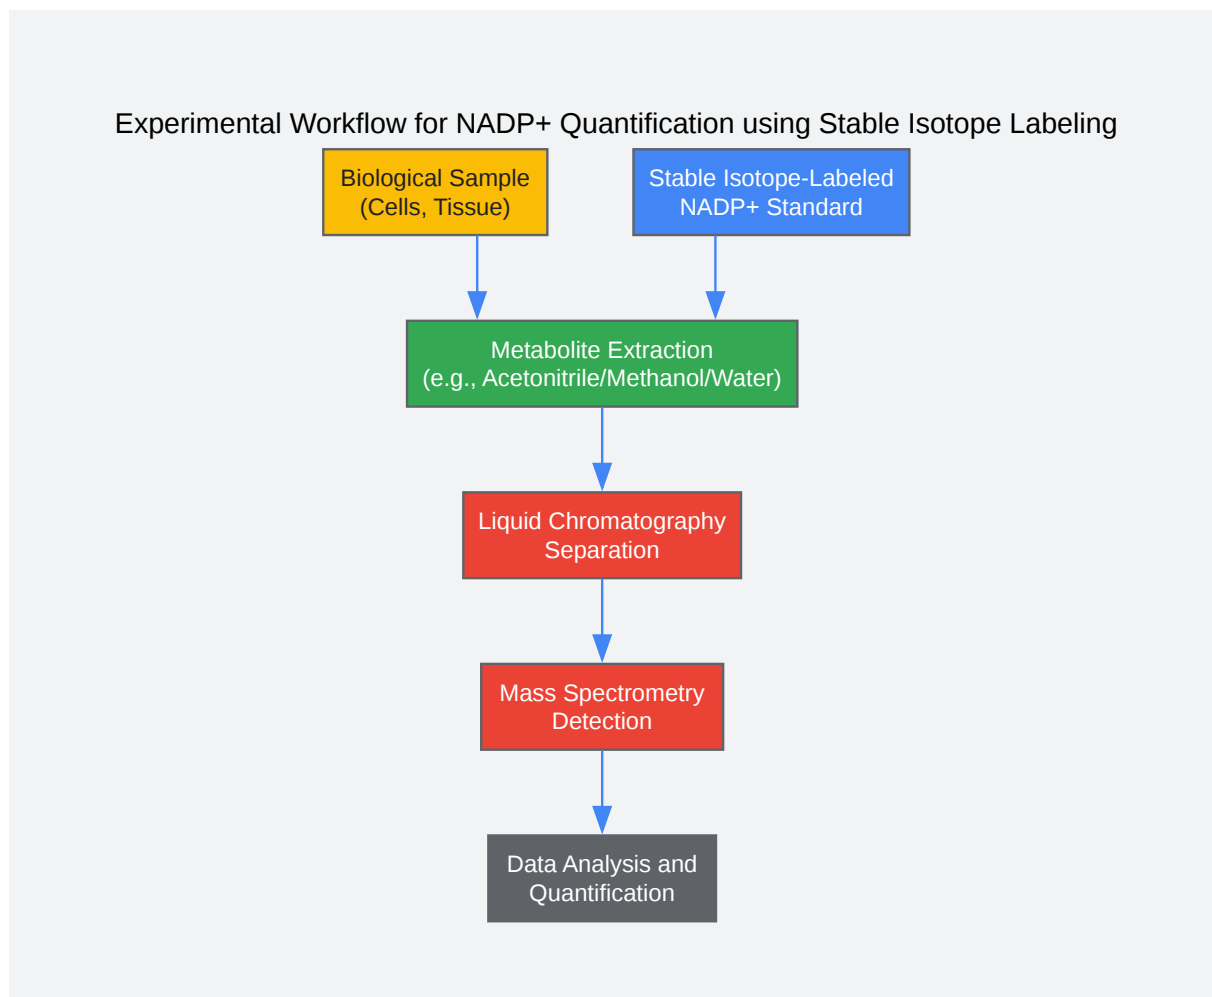 Experimental Workflow for NADP+ Quantification using Stable Isotope Labeling
Biological Sample
(Cells, Tissue)
Stable Isotope-Labeled
NADP+ Standard
Metabolite Extraction
(e.g., Acetonitrile/Methanol/Water)
Liquid Chromatography
Separation
Mass Spectrometry
Detection
Data Analysis and
Quantification